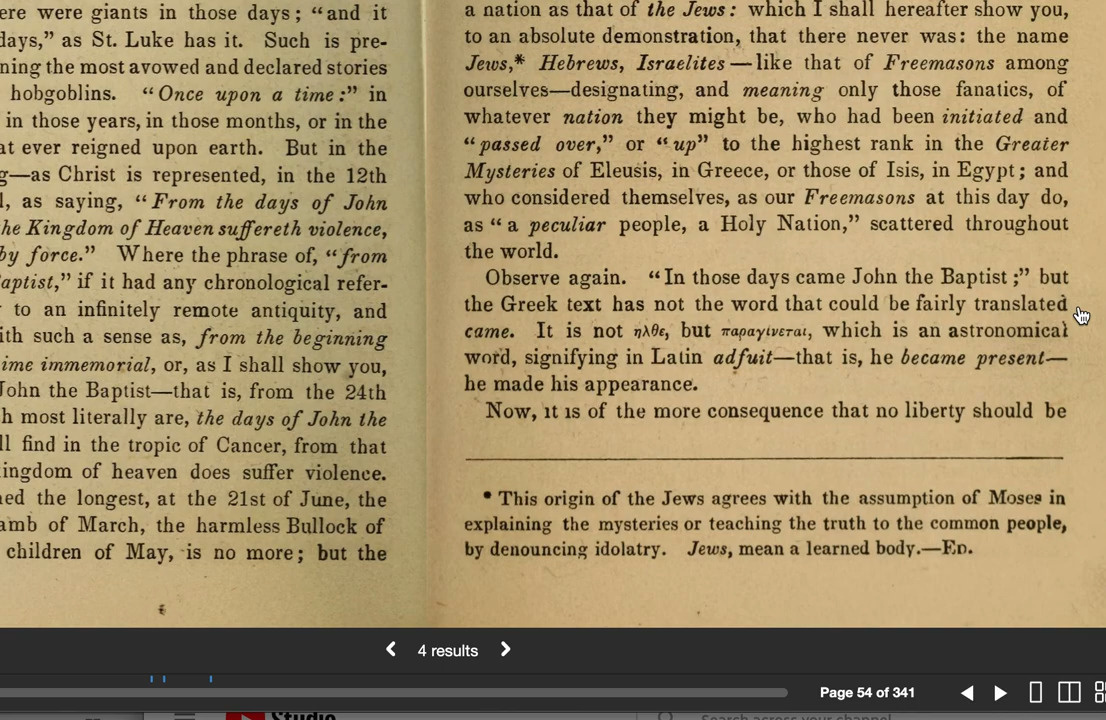 ere were giants in those days; “and it
days,” as St. Luke has it. Such is pre-
ning the most avowed and declared stories
hobgoblins. “Once upon a time:” in
in those years, in those months, or in the
at ever reigned upon earth. But in the
g—as Christ is represented, in the 12th
l, as saying, “From the days of John
he Kingdom of Heaven suffereth violence,
by force.” Where the phrase of, “from
aptist,” if it had any chronological refer-
to an infinitely remote antiquity, and
ith such a sense as, from the beginning
ime immemorial, or, as I shall show you,
John the Baptist—that is, from the 24th
h most literally are, the days of John the
ll find in the tropic of Cancer, from that
ingdom of heaven does suffer violence.
ned the longest, at the 21st of June, the
amb of March, the harmless Bullock of
children of May, is no more; but the
a nation as that of the Jews: which I shall hereafter show you,
to an absolute demonstration, that there never was: the name
Jews,* Hebrews, Israelites—like that of Freemasons among
ourselves—designating, and meaning only those fanatics, of
whatever nation they might be, who had been initiated and
“passed over,” or “up” to the highest rank in the Greater
Mysteries of Eleusis, in Greece, or those of Isis, in Egypt; and
who considered themselves, as our Freemasons at this day do,
as “a peculiar people, a Holy Nation,” scattered throughout
the world.
Observe again. “In those days came John the Baptist;” but
the Greek text has not the word that could be fairly translated
came. It is not ηλθε, but παραγινεται, which is an astronomical
word, signifying in Latin adfuit—that is, he became present—
he made his appearance.
Now, it is of the more consequence that no liberty should be
* This origin of the Jews agrees with the assumption of Moses in
explaining the mysteries or teaching the truth to the common people,
by denouncing idolatry. Jews, mean a learned body.—ED.
4 results
Page 54 of 341
Studio
Search across your channel